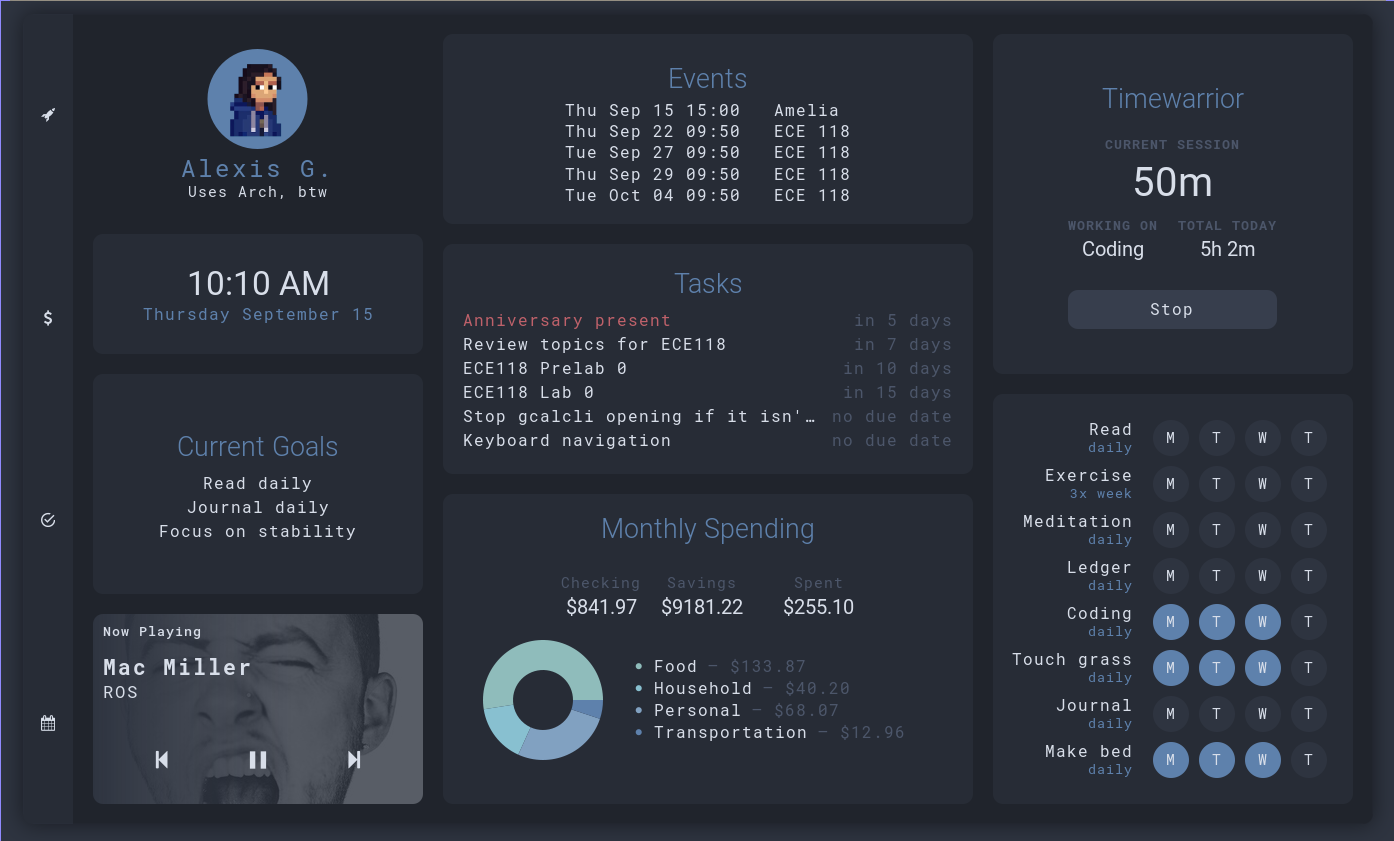 Alexis G.
Uses Arch, btw
10:10 AM
Thursday September 15
Current Goals
Read daily
Journal daily
Focus on stability
Now Playing
Mac Miller
ROS
Events
Thu Sep 15 15:00 Amelia
Thu Sep 22 09:50 ECE 118
Tue Sep 27 09:50 ECE 118
Thu Sep 29 09:50 ECE 118
Tue Oct 04 09:50 ECE 118
Tasks
Anniversary present in 5 days
Review topics for ECE118 in 7 days
ECE118 Prelab 0 in 10 days
ECE118 Lab 0 in 15 days
Stop gcalcli opening if it isn'… no due date
Keyboard navigation no due date
Monthly Spending
Checking Savings Spent
$841.97 $9181.22 $255.10
• Food – $133.87
• Household – $40.20
• Personal – $68.07
• Transportation – $12.96
Timewarrior
CURRENT SESSION
50m
WORKING ON TOTAL TODAY
Coding 5h 2m
Stop
Read M T W T
daily
Exercise M T W T
3x week
Meditation M T W T
daily
Ledger M T W T
daily
Coding M T W T
daily
Touch grass M T W T
daily
Journal M T W T
daily
Make bed M T W T
daily